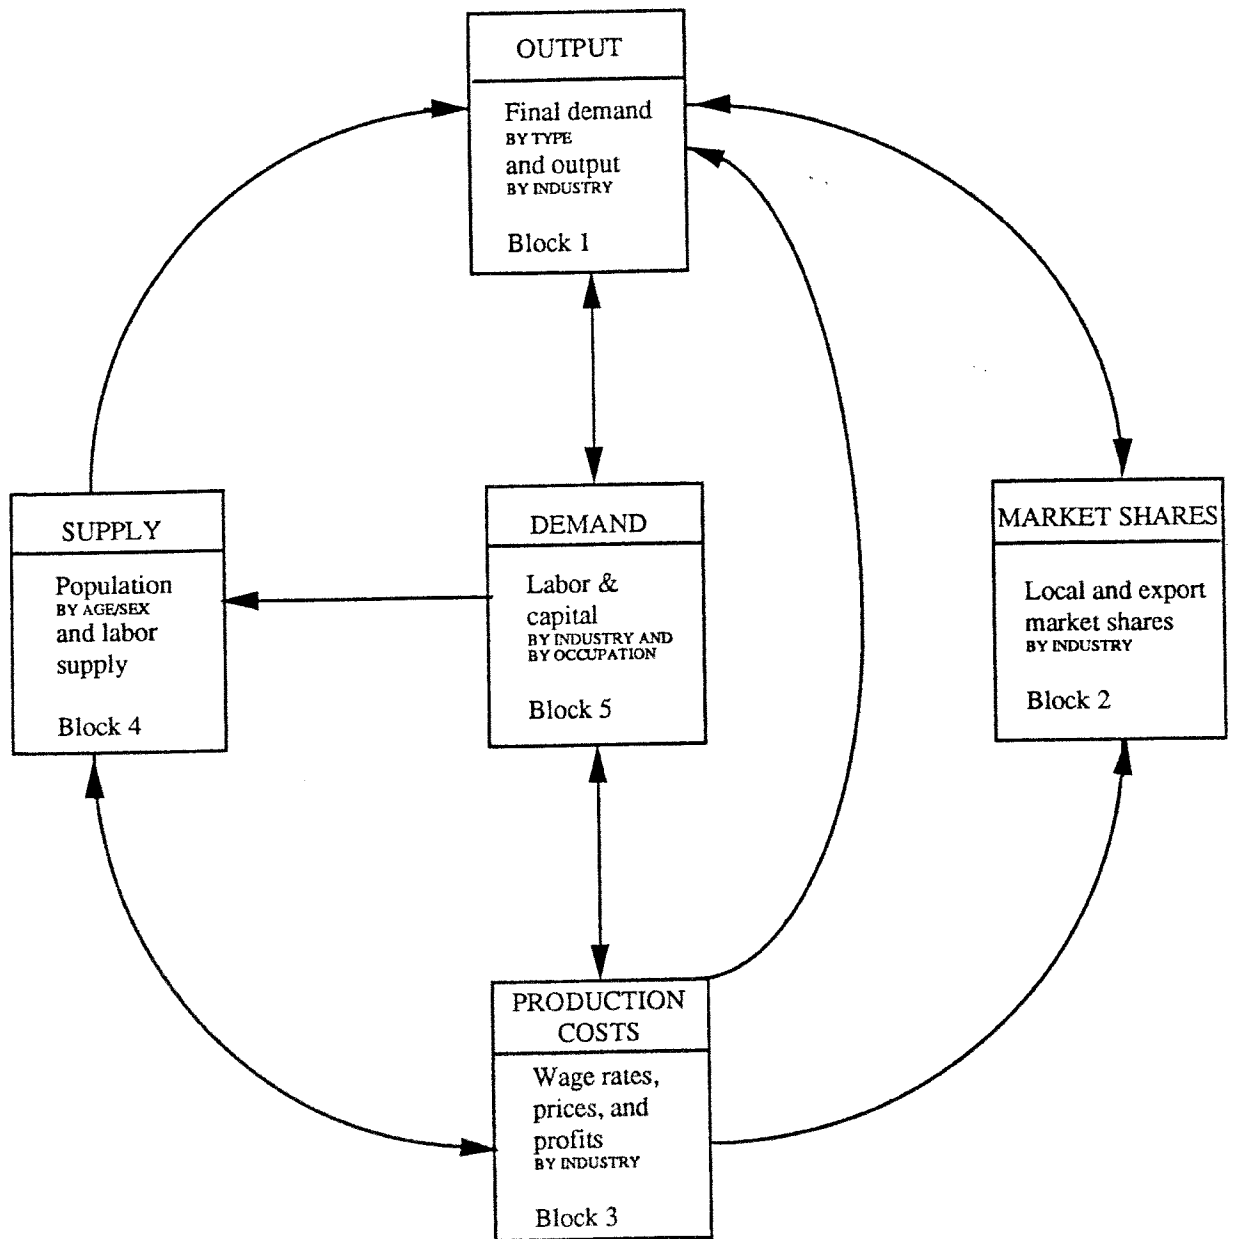 OUTPUT
Final demand
BY TYPE
and output
BY INDUSTRY
Block 1
SUPPLY
Population
BY AGE/SEX
and labor
supply
Block 4
DEMAND
Labor &
capital
BY INDUSTRY AND
BY OCCUPATION
Block 5
MARKET SHARES
Local and export
market shares
BY INDUSTRY
Block 2
PRODUCTION
COSTS
Wage rates,
prices, and
profits
BY INDUSTRY
Block 3